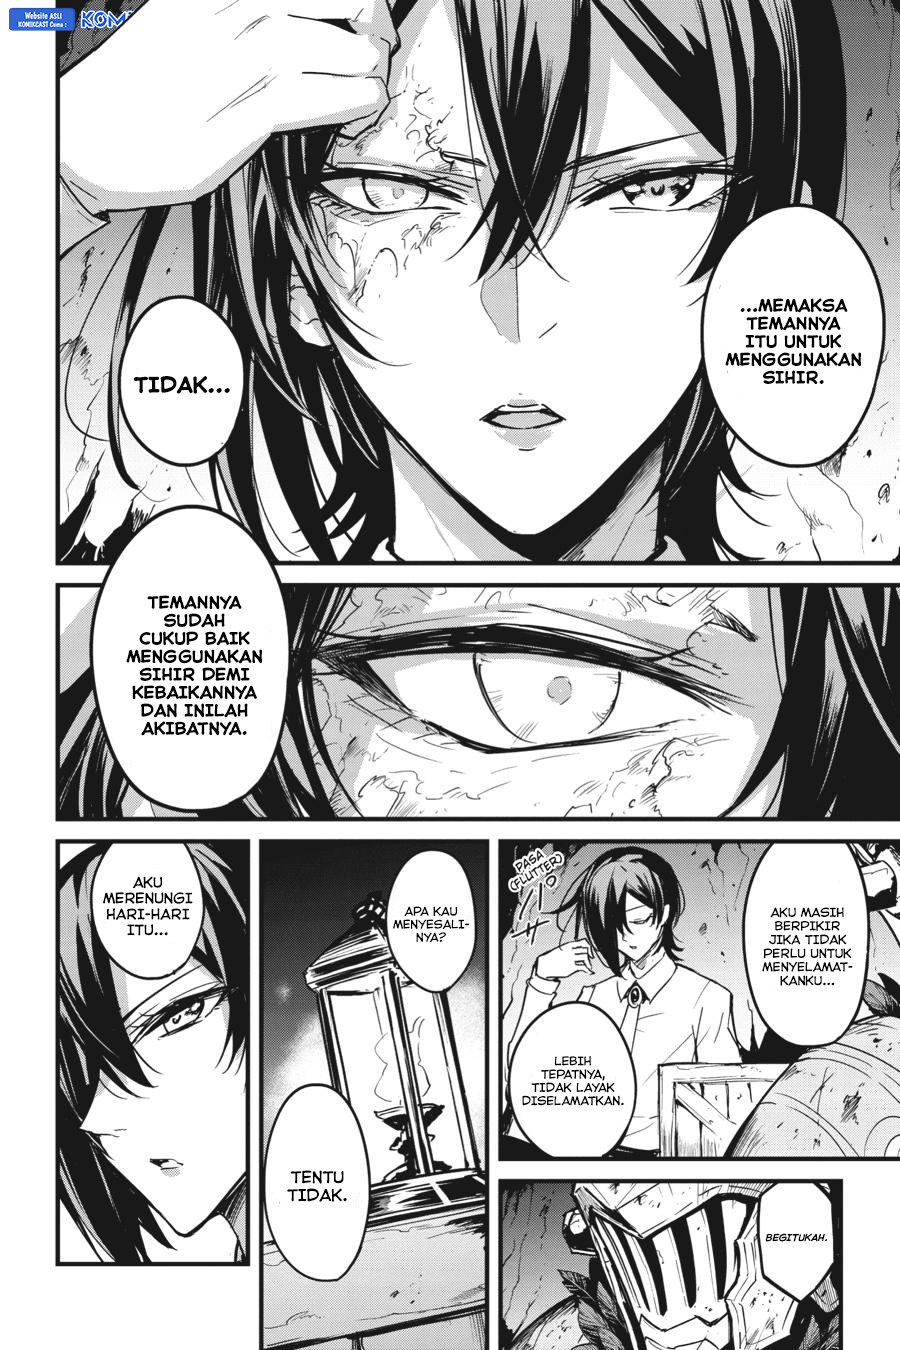 Website ASLI
KOMIKCAST Cuma :
KOM
...MEMAKSA
TEMANNYA
ITU UNTUK
MENGGUNAKAN
SIHIR.
TIDAK...
TEMANNYA
SUDAH
CUKUP BAIK
MENGGUNAKAN
SIHIR DEMI
KEBAIKANNYA
DAN INILAH
AKIBATNYA.
AKU MASIH
BERPIKIR
JIKA TIDAK
PERLU UNTUK
MENYELAMAT-
KANKU...
PASA
(FLUTTER)
LEBIH
TEPATNYA,
TIDAK LAYAK
DISELAMATKAN.
APA KAU
MENYESALI-
NYA?
TENTU
TIDAK.
AKU
MERENUNGI
HARI-HARI
ITU...
BEGITUKAH.